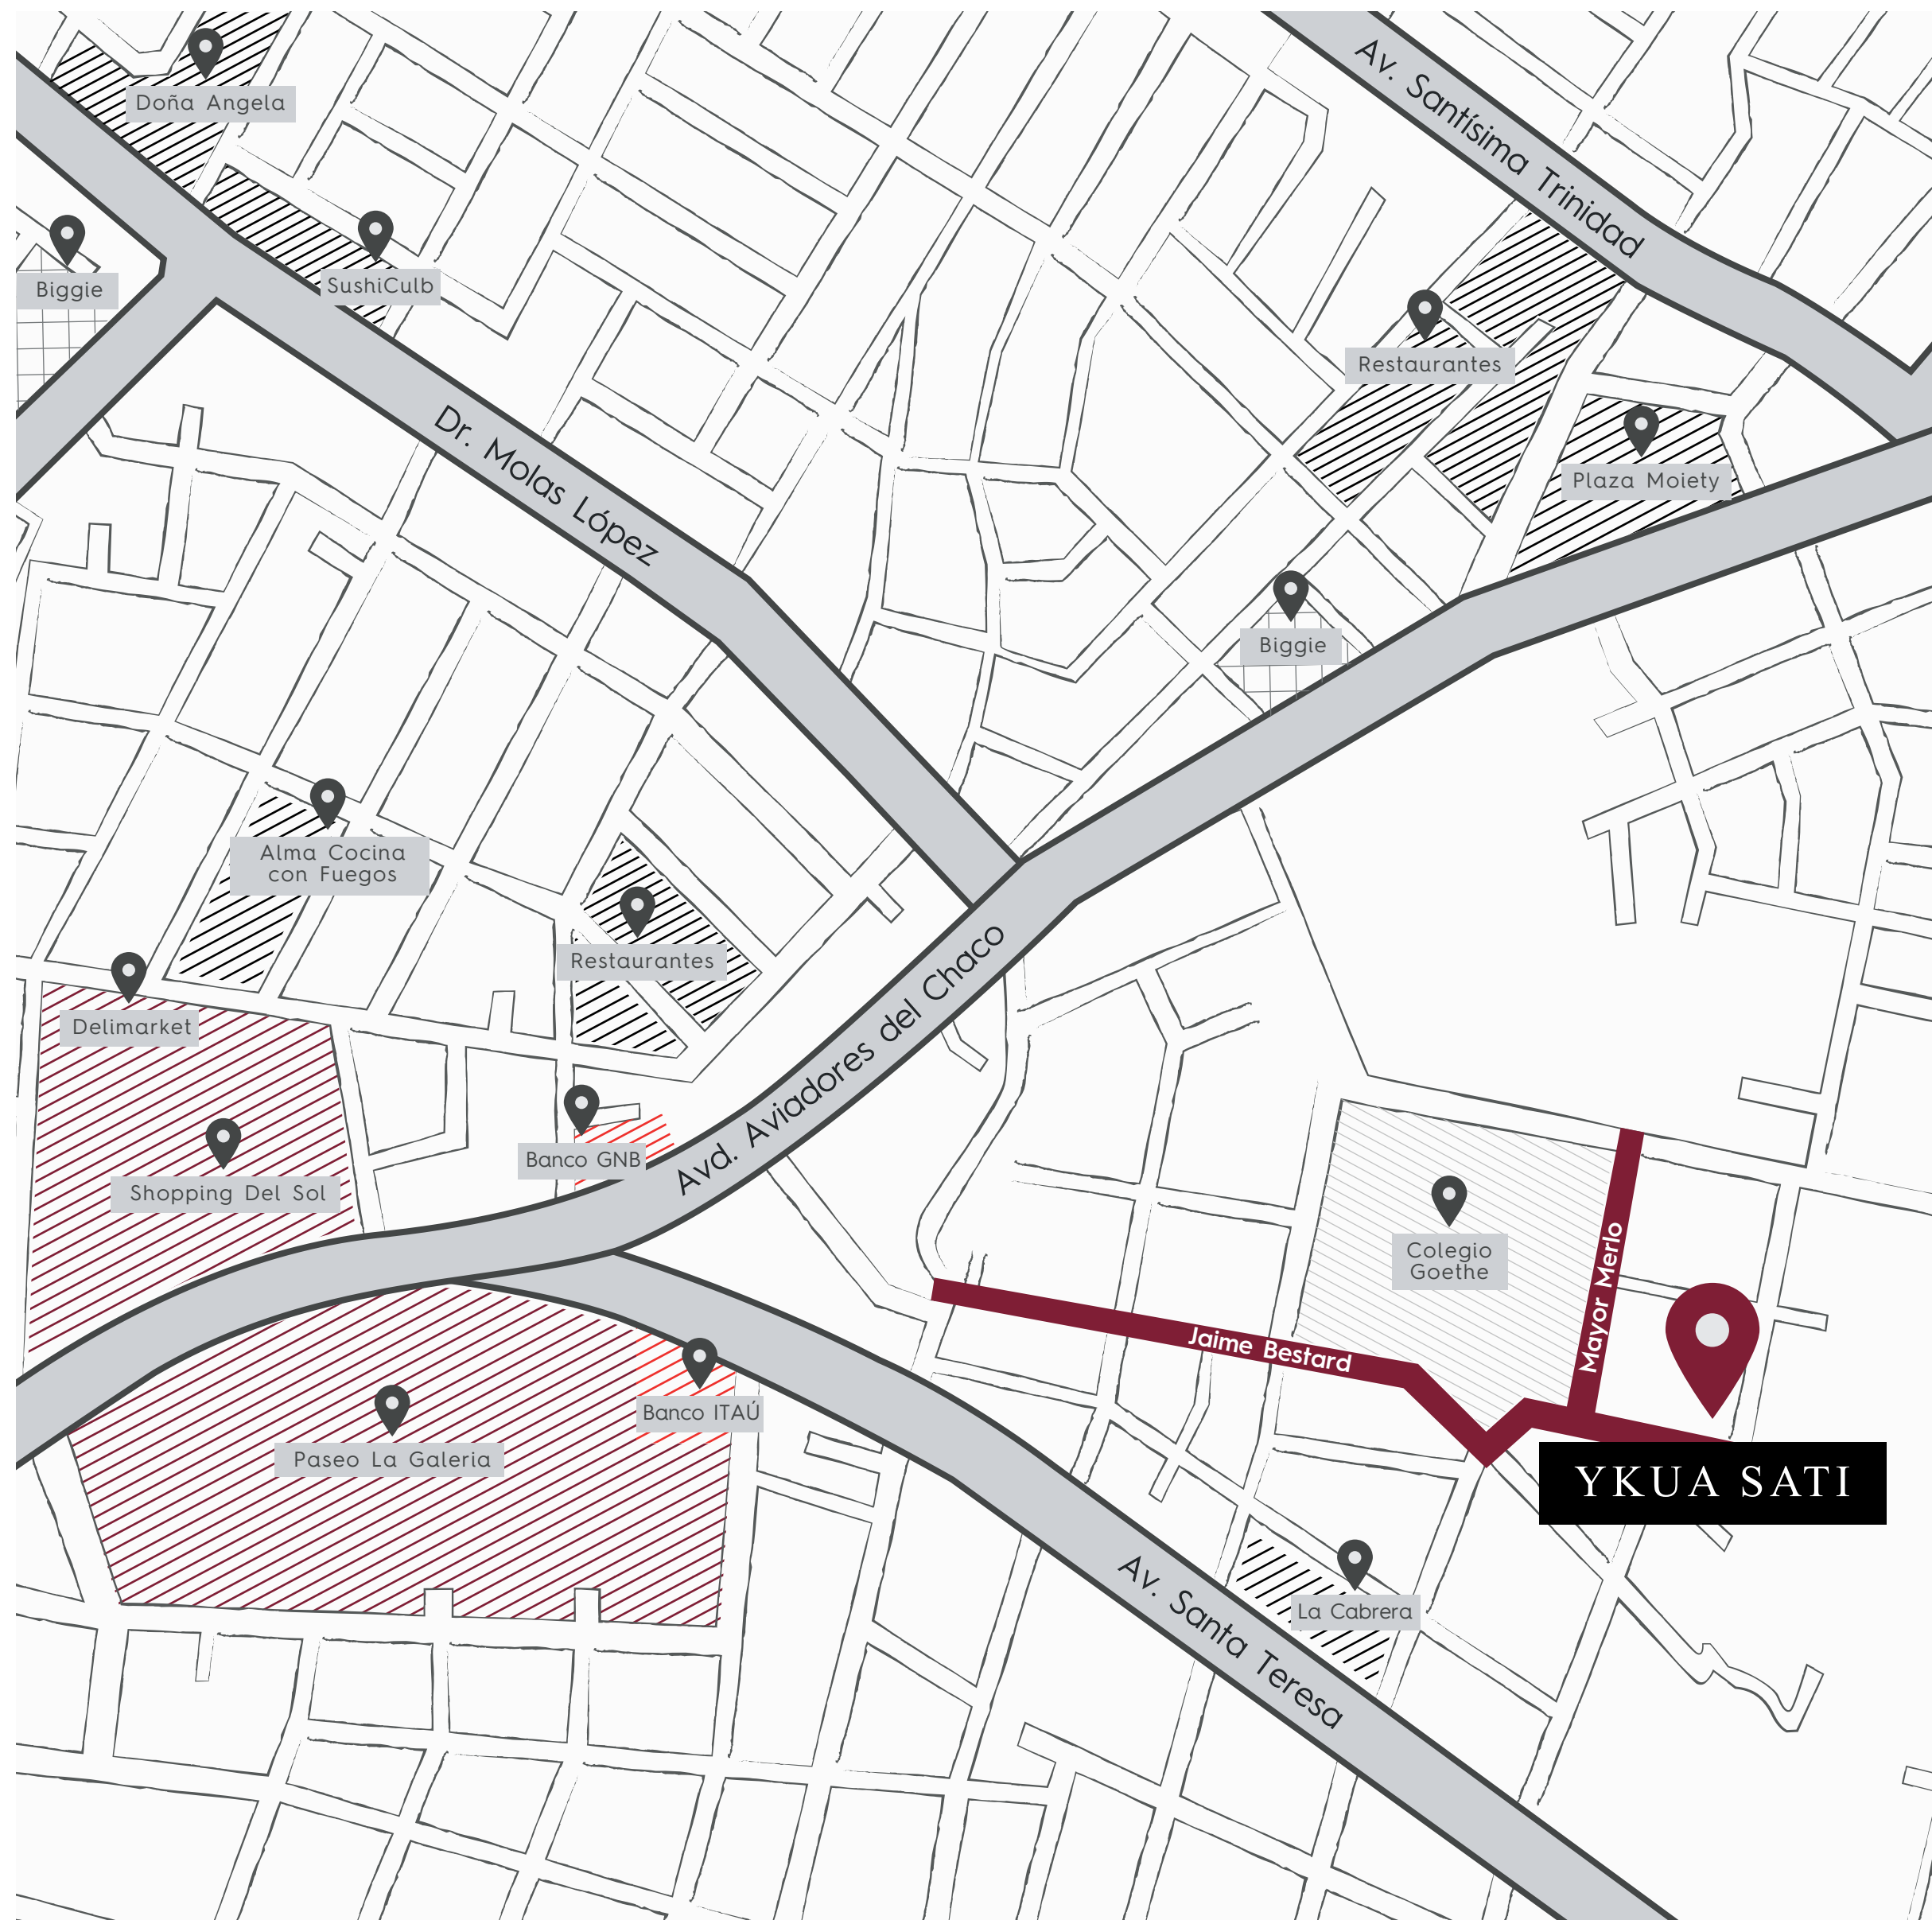 Av. Santísima Trinidad
Doña Angela
Biggie
SushiCulb
Restaurantes
Plaza Moiety
Dr. Molas López
Biggie
Alma Cocina
con Fuegos
Restaurantes
Delimarket
Avd. Aviadores del Chaco
Banco GNB
Shopping Del Sol
Colegio
Goethe
Mayor Merlo
Jaime Bestard
Banco ITAÚ
Paseo La Galeria
YKUA SATI
La Cabrera
Av. Santa Teresa